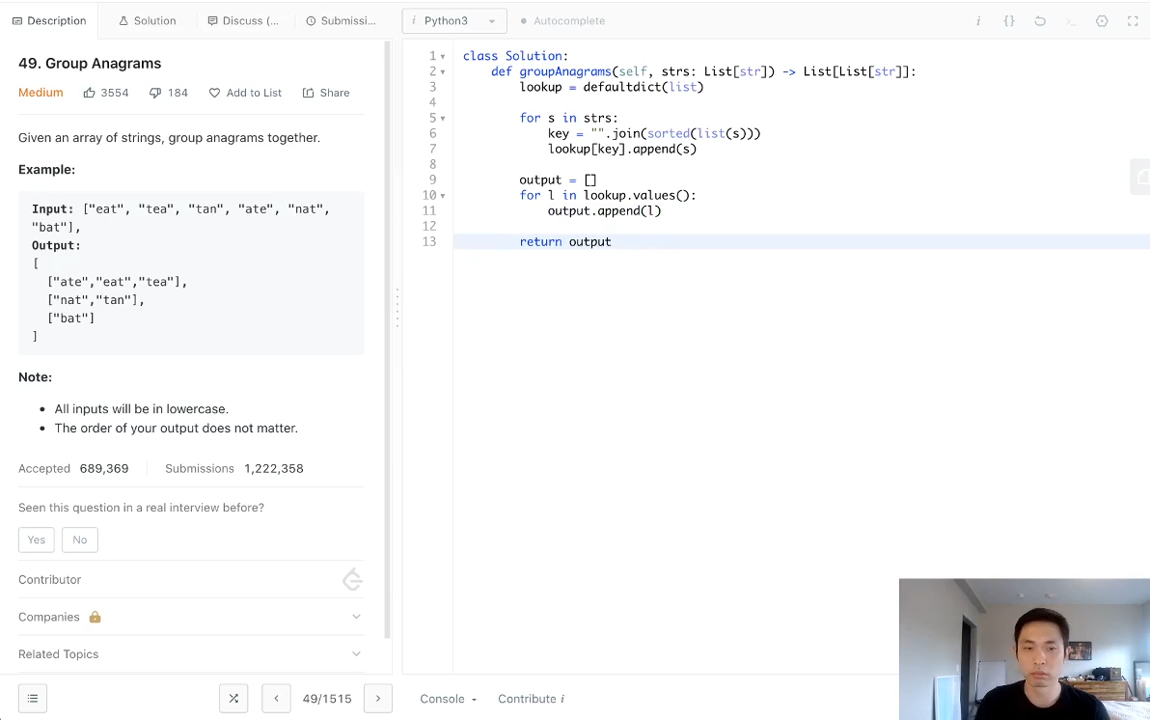 Description
Solution
Discuss (...
Submissi...
i Python3
Autocomplete
i {} >_
49. Group Anagrams
Medium 3554 184 Add to List Share
Given an array of strings, group anagrams together.
Example:
Input: ["eat", "tea", "tan", "ate", "nat",
"bat"],
Output:
[
["ate","eat","tea"],
["nat","tan"],
["bat"]
]
Note:
• All inputs will be in lowercase.
• The order of your output does not matter.
Accepted 689,369 Submissions 1,222,358
Seen this question in a real interview before?
Yes No
Contributor
Companies
Related Topics
49/1515
1 class Solution:
2 def groupAnagrams(self, strs: List[str]) -> List[List[str]]:
3 lookup = defaultdict(list)
4
5 for s in strs:
6 key = "".join(sorted(list(s)))
7 lookup[key].append(s)
8
9 output = []
10 for l in lookup.values():
11 output.append(l)
12
13 return output
Console Contribute i